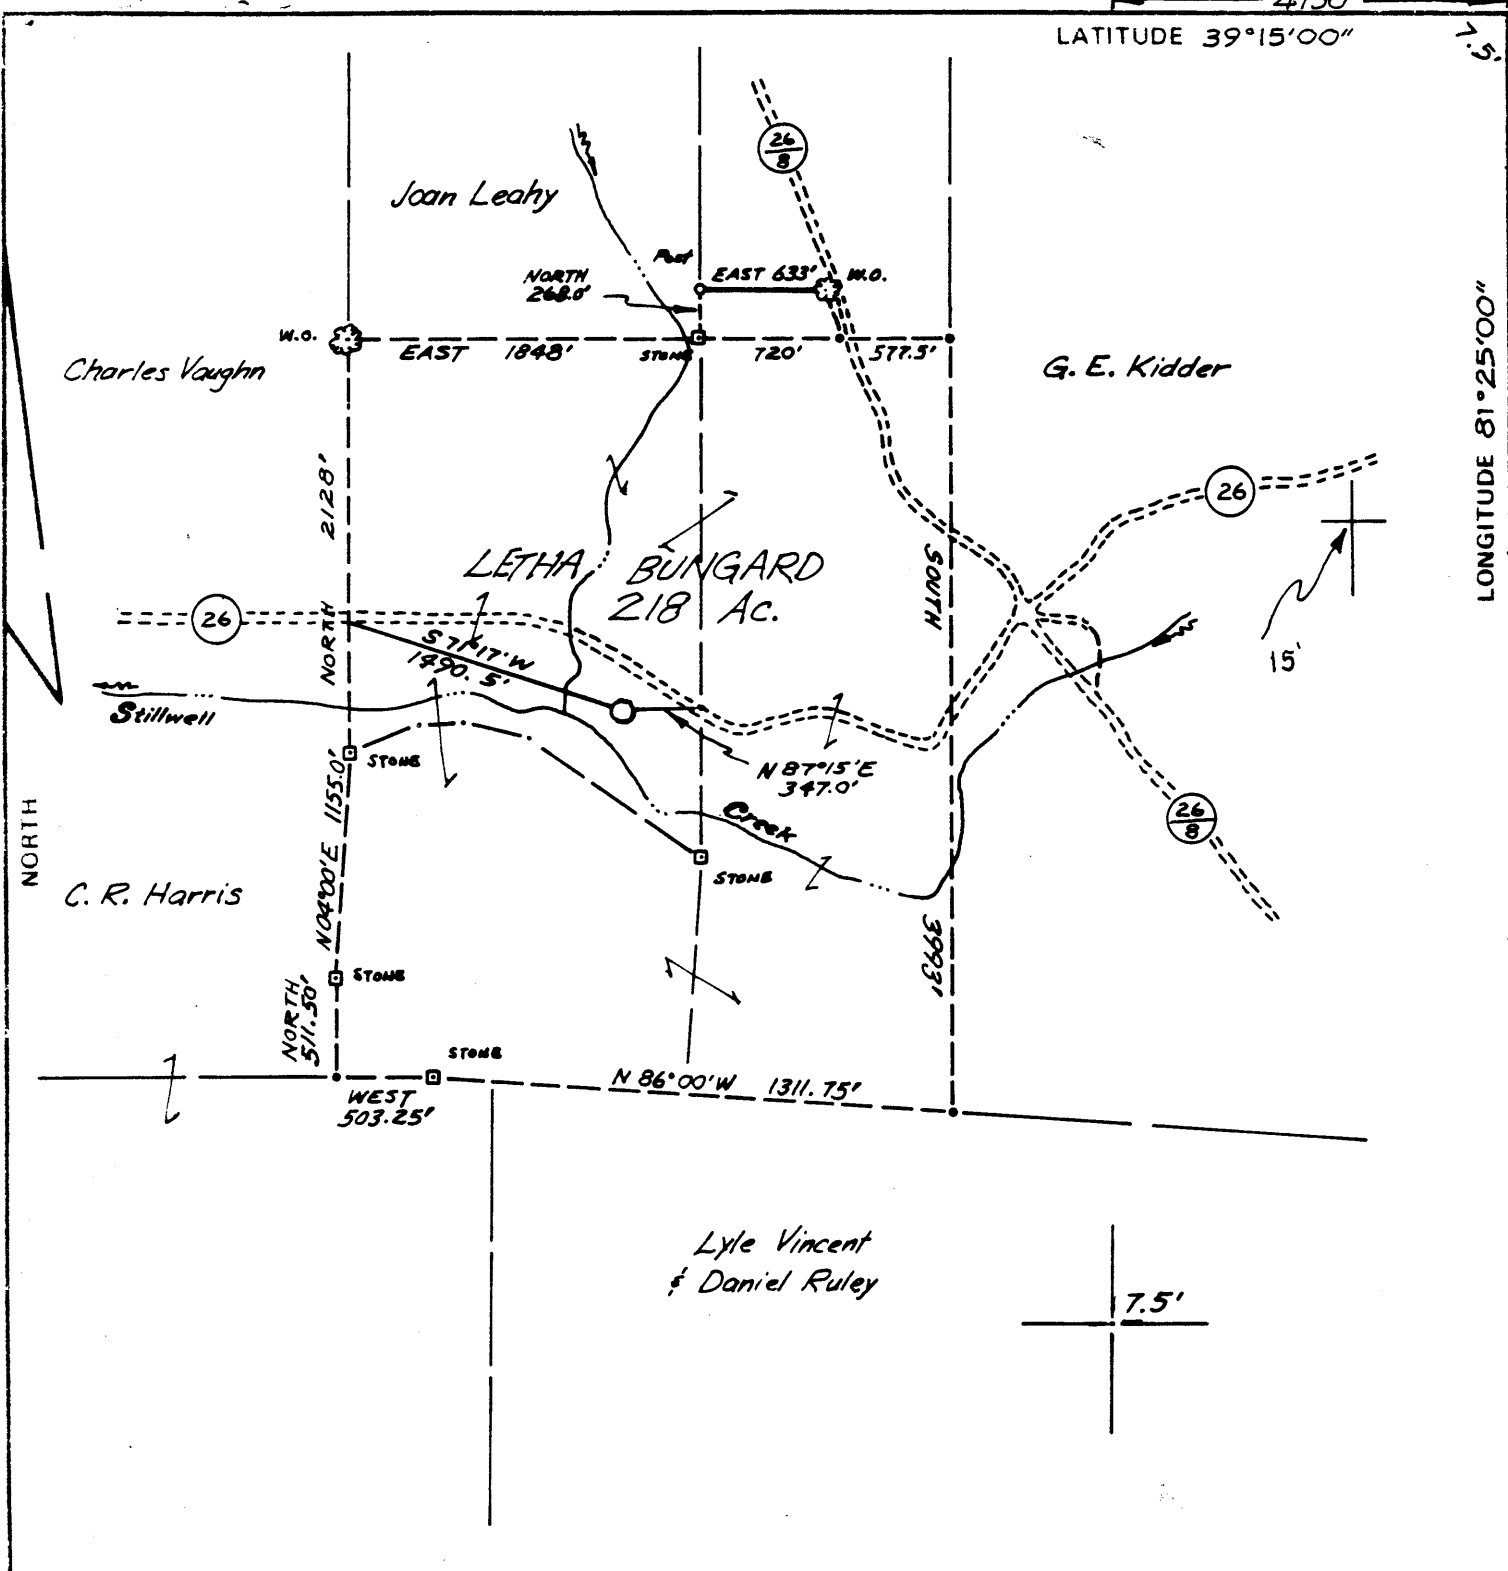 4750'
LATITUDE 39°15'00"
7.5'
26
8
Joan Leahy
Post
EAST 633'
W.O.
NORTH
268.0'
W.O.
EAST 1848'
STONE
720'
577.5'
Charles Vaughn
G. E. Kidder
LONGITUDE 81°25'00"
NORTH 2128'
26
LETHA BUNGARD
218 Ac.
SOUTH 3993'
26
S 71°17' W
1490.5'
15'
Stillwell
STONE
N 87°15' E
347.0'
Creek
26
8
NORTH
N04°00'E 1155.0'
STONE
C. R. Harris
STONE
NORTH
511.50'
STONE
N 86°00' W 1311.75'
WEST
503.25'
Lyle Vincent
& Daniel Ruley
7.5'